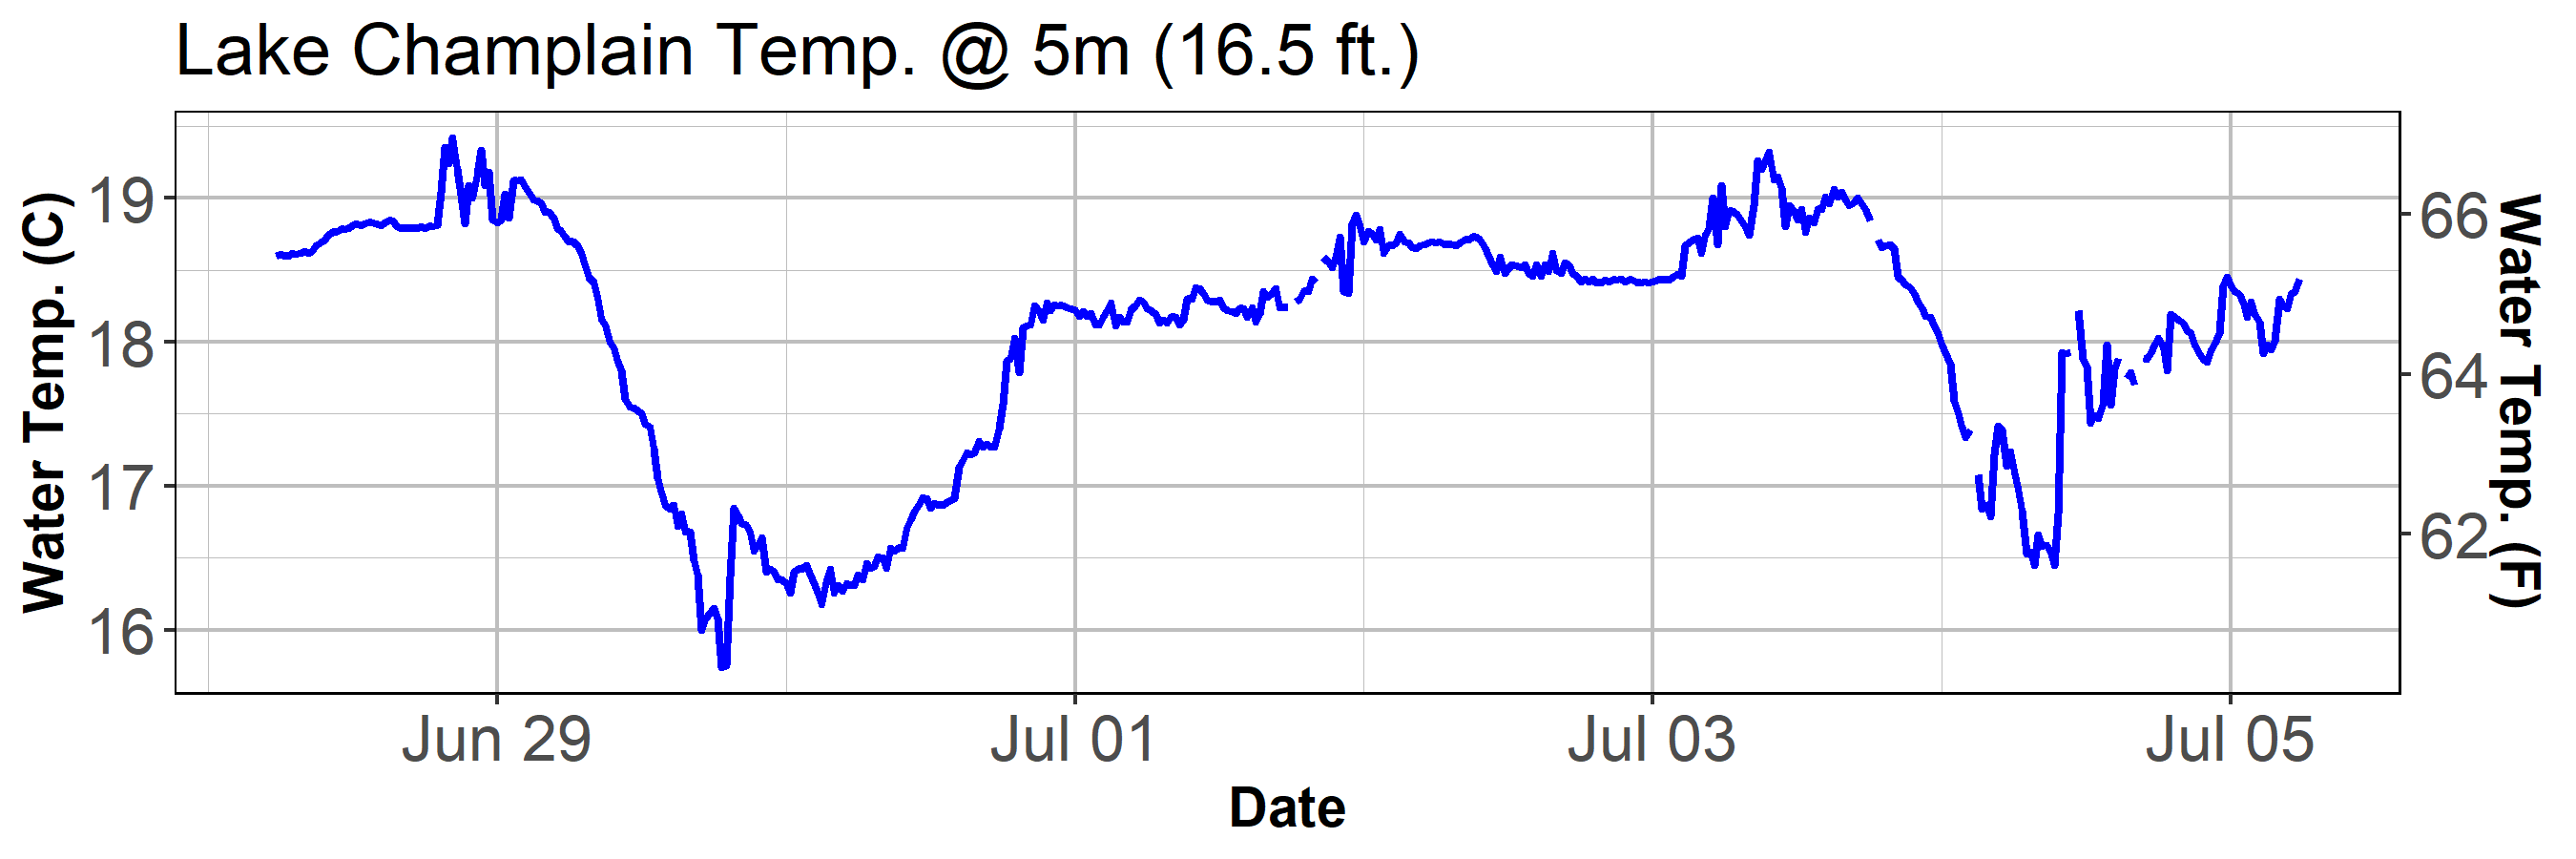 Lake Champlain Temp. @ 5m (16.5 ft.)
Water Temp. (C)
19
18
17
16
66
64
62
Water Temp. (F)
Jun 29
Jul 01
Jul 03
Jul 05
Date